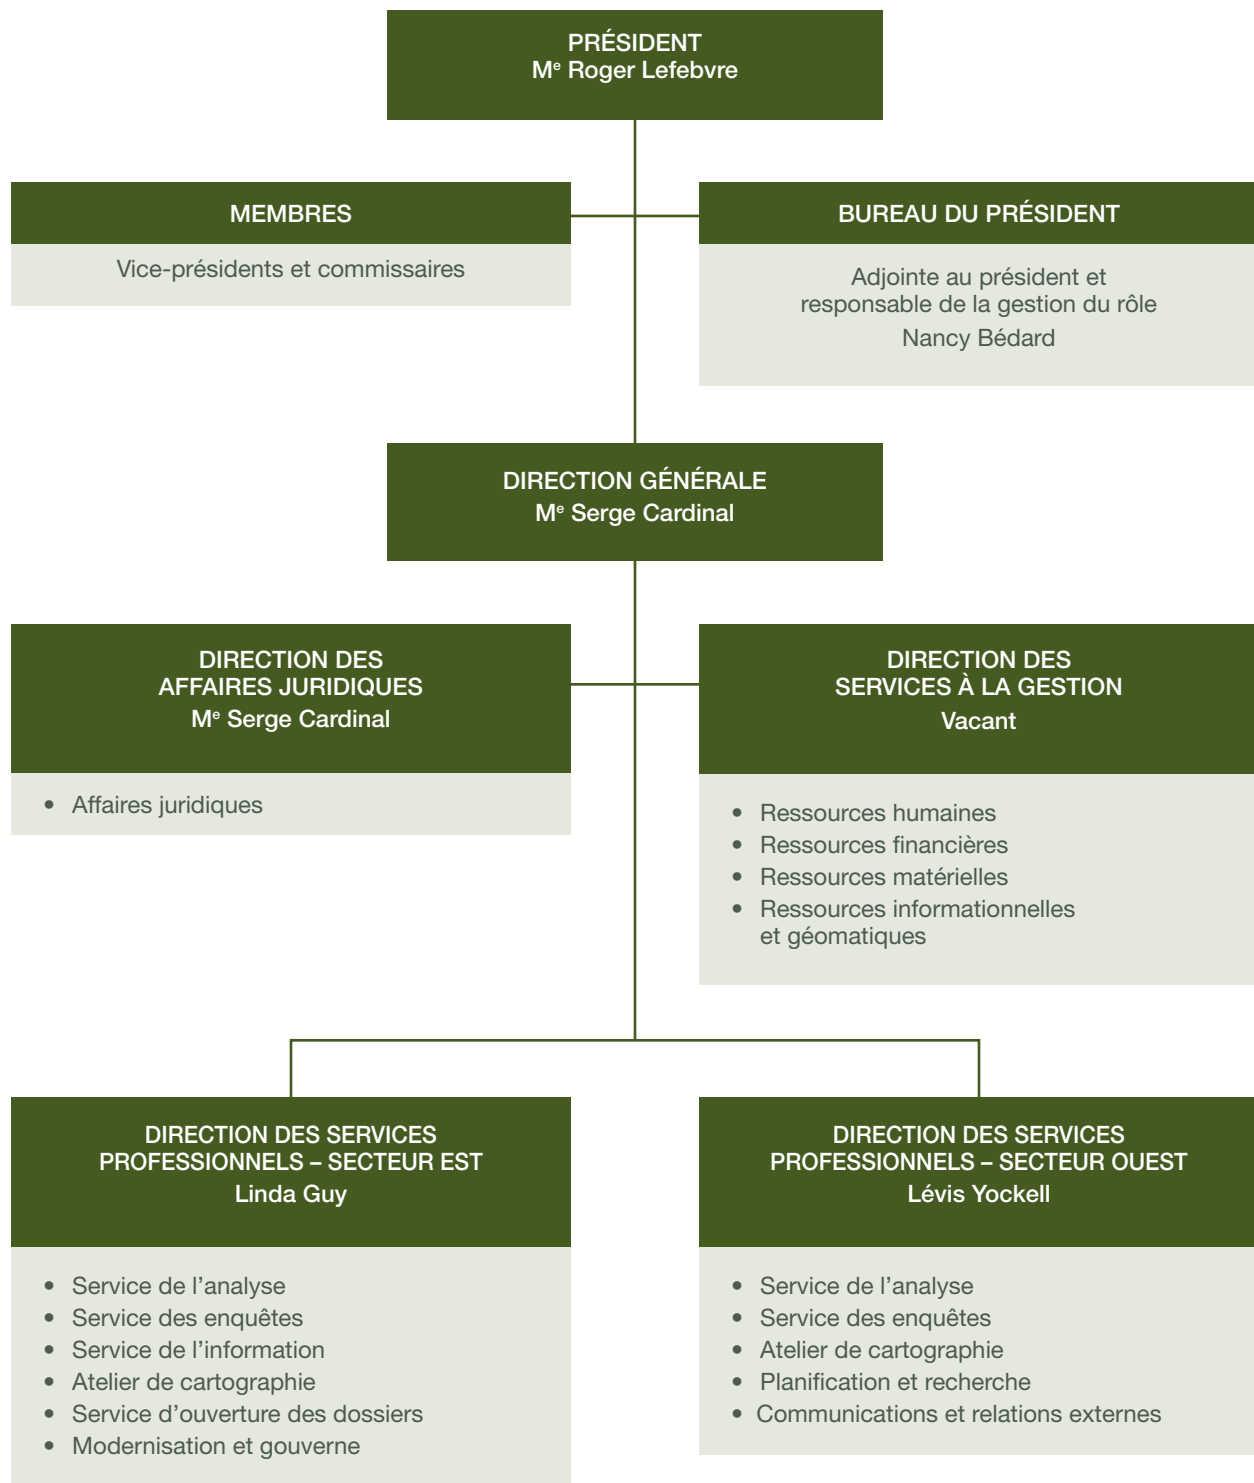 PRÉSIDENT
Me Roger Lefebvre
MEMBRES
Vice-présidents et commissaires
BUREAU DU PRÉSIDENT
Adjointe au président et
responsable de la gestion du rôle
Nancy Bédard
DIRECTION GÉNÉRALE
Me Serge Cardinal
DIRECTION DES
AFFAIRES JURIDIQUES
Me Serge Cardinal
• Affaires juridiques
DIRECTION DES
SERVICES À LA GESTION
Vacant
• Ressources humaines
• Ressources financières
• Ressources matérielles
• Ressources informationnelles
et géomatiques
DIRECTION DES SERVICES
PROFESSIONNELS – SECTEUR EST
Linda Guy
• Service de l’analyse
• Service des enquêtes
• Service de l’information
• Atelier de cartographie
• Service d’ouverture des dossiers
• Modernisation et gouverne
DIRECTION DES SERVICES
PROFESSIONNELS – SECTEUR OUEST
Lévis Yockell
• Service de l’analyse
• Service des enquêtes
• Atelier de cartographie
• Planification et recherche
• Communications et relations externes